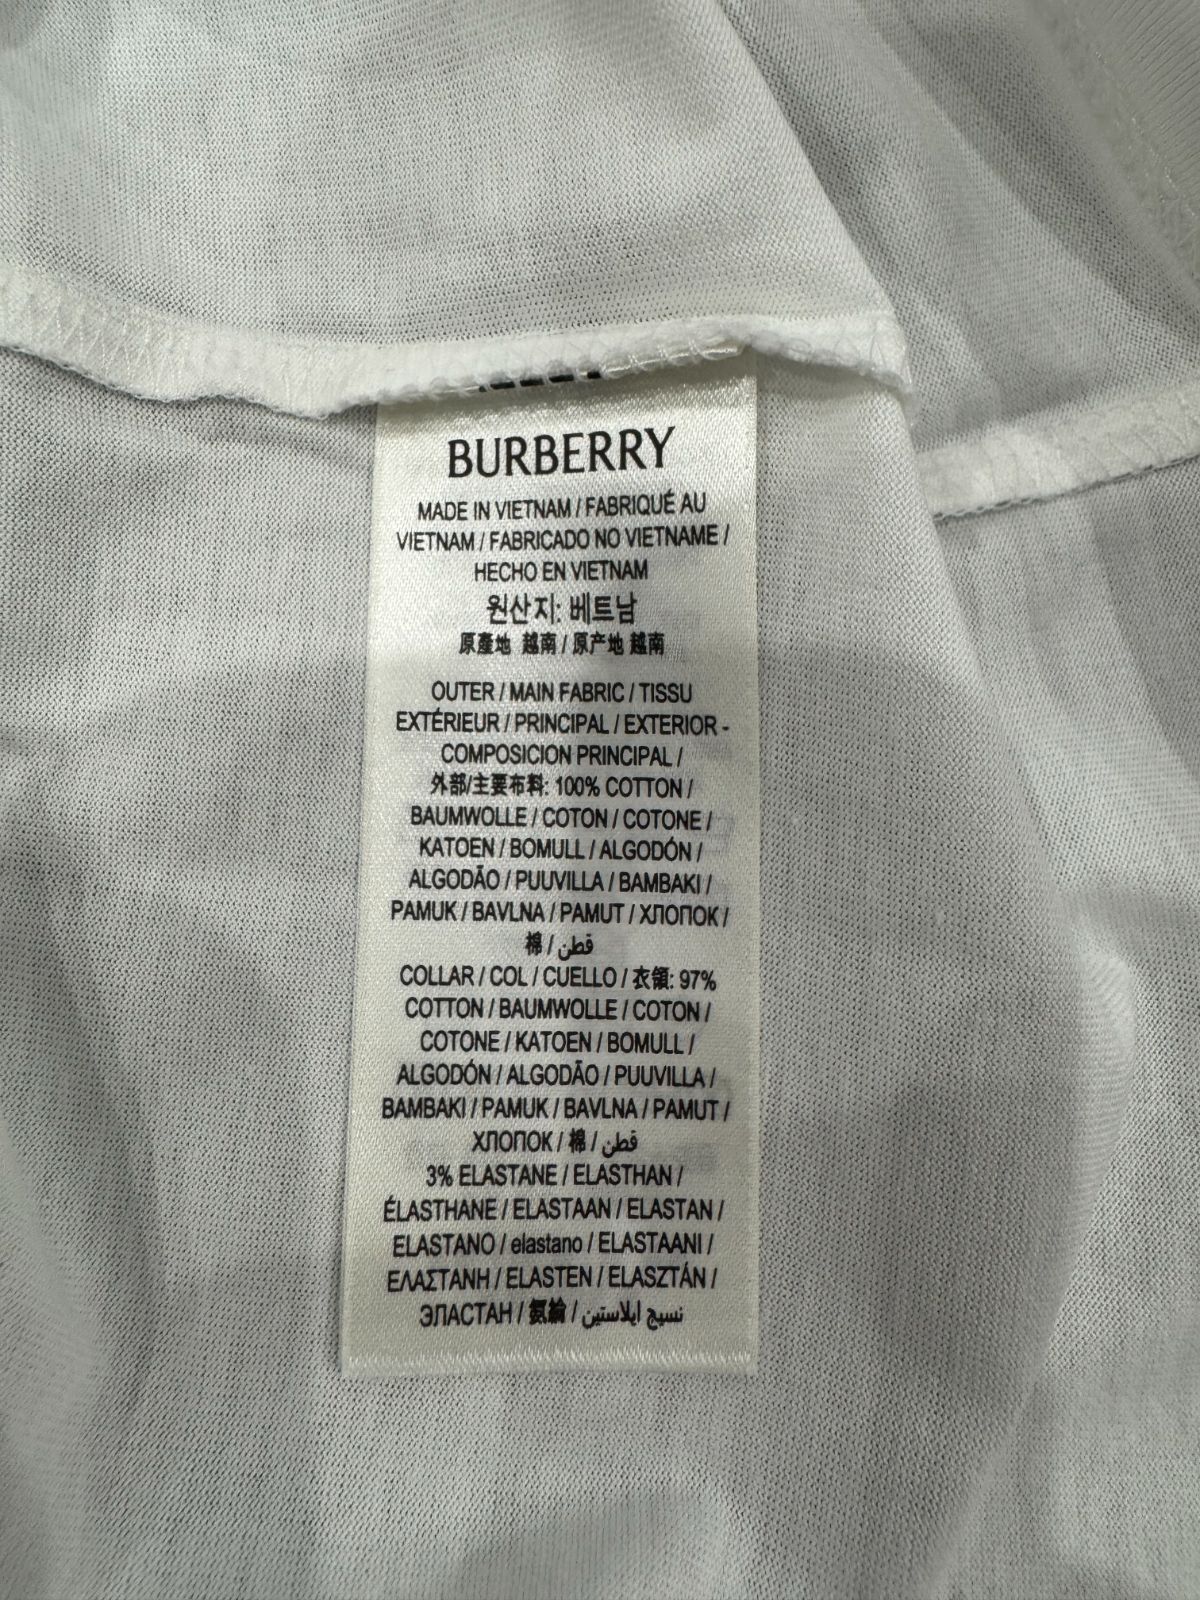 BURBERRY
MADE IN VIETNAM / FABRIQUÉ AU
VIETNAM / FABRICADO NO VIETNAME /
HECHO EN VIETNAM
원산지: 베트남
原產地 越南 / 原产地 越南
OUTER / MAIN FABRIC / TISSU
EXTÉRIEUR / PRINCIPAL / EXTERIOR -
COMPOSICION PRINCIPAL /
外部/主要布料: 100% COTTON /
BAUMWOLLE / COTON / COTONE /
KATOEN / BOMULL / ALGODÓN /
ALGODÃO / PUUVILLA / BAMBAKI /
PAMUK / BAVLNA / PAMUT / ХЛОПОК /
棉 / قطن
COLLAR / COL / CUELLO / 衣領: 97%
COTTON / BAUMWOLLE / COTON /
COTONE / KATOEN / BOMULL /
ALGODÓN / ALGODÃO / PUUVILLA /
BAMBAKI / PAMUK / BAVLNA / PAMUT /
ХЛОПОК / 棉 / قطن
3% ELASTANE / ELASTHAN /
ÉLASTHANE / ELASTAAN / ELASTAN /
ELASTANO / elastano / ELASTAANI /
ΕΛΑΣΤΑΝΗ / ELASTEN / ELASZTÁN /
ЭЛАСТАН / 氨綸 / نسيج ايلاستين